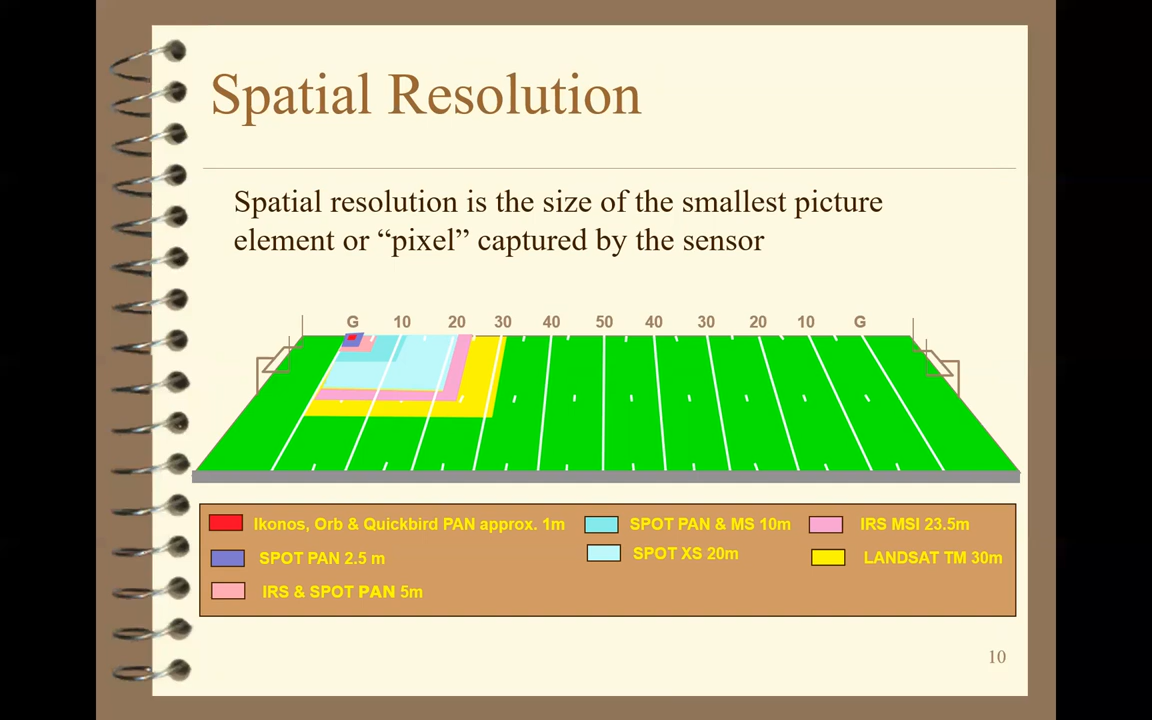 Spatial Resolution
Spatial resolution is the size of the smallest picture
element or “pixel” captured by the sensor
G 10 20 30 40 50 40 30 20 10 G
Ikonos, Orb & Quickbird PAN approx. 1m
SPOT PAN & MS 10m
IRS MSI 23.5m
SPOT PAN 2.5 m
SPOT XS 20m
LANDSAT TM 30m
IRS & SPOT PAN 5m
10